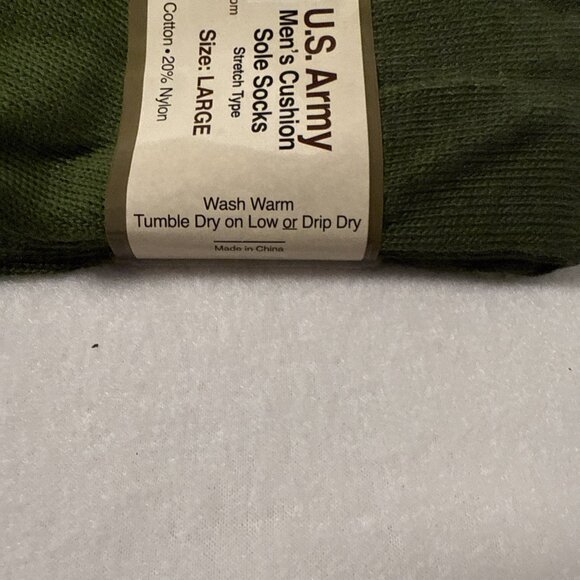 U.S. Army
Men's Cushion
Sole Socks
Stretch Type
Size: LARGE
Cotton • 20% Nylon
Wash Warm
Tumble Dry on Low or Drip Dry
Made in China